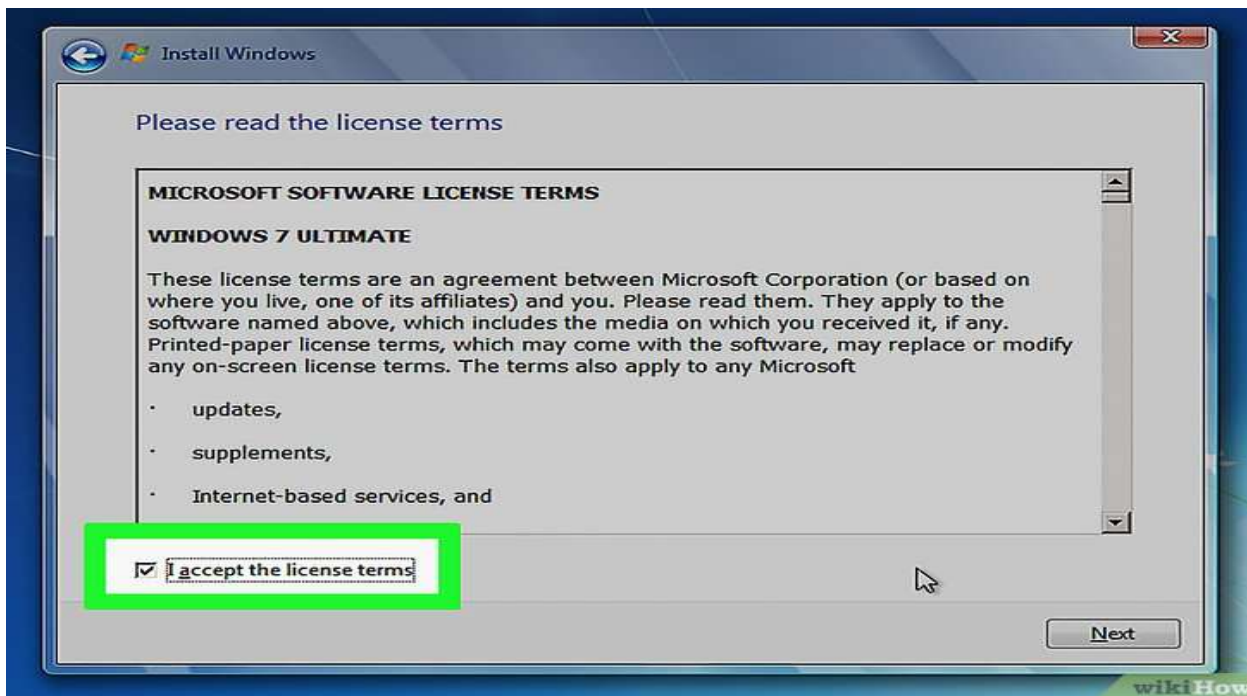 Install Windows
Please read the license terms
MICROSOFT SOFTWARE LICENSE TERMS
WINDOWS 7 ULTIMATE
These license terms are an agreement between Microsoft Corporation (or based on
where you live, one of its affiliates) and you. Please read them. They apply to the
software named above, which includes the media on which you received it, if any.
Printed-paper license terms, which may come with the software, may replace or modify
any on-screen license terms. The terms also apply to any Microsoft
· updates,
· supplements,
· Internet-based services, and
I accept the license terms
Next
wikiHow